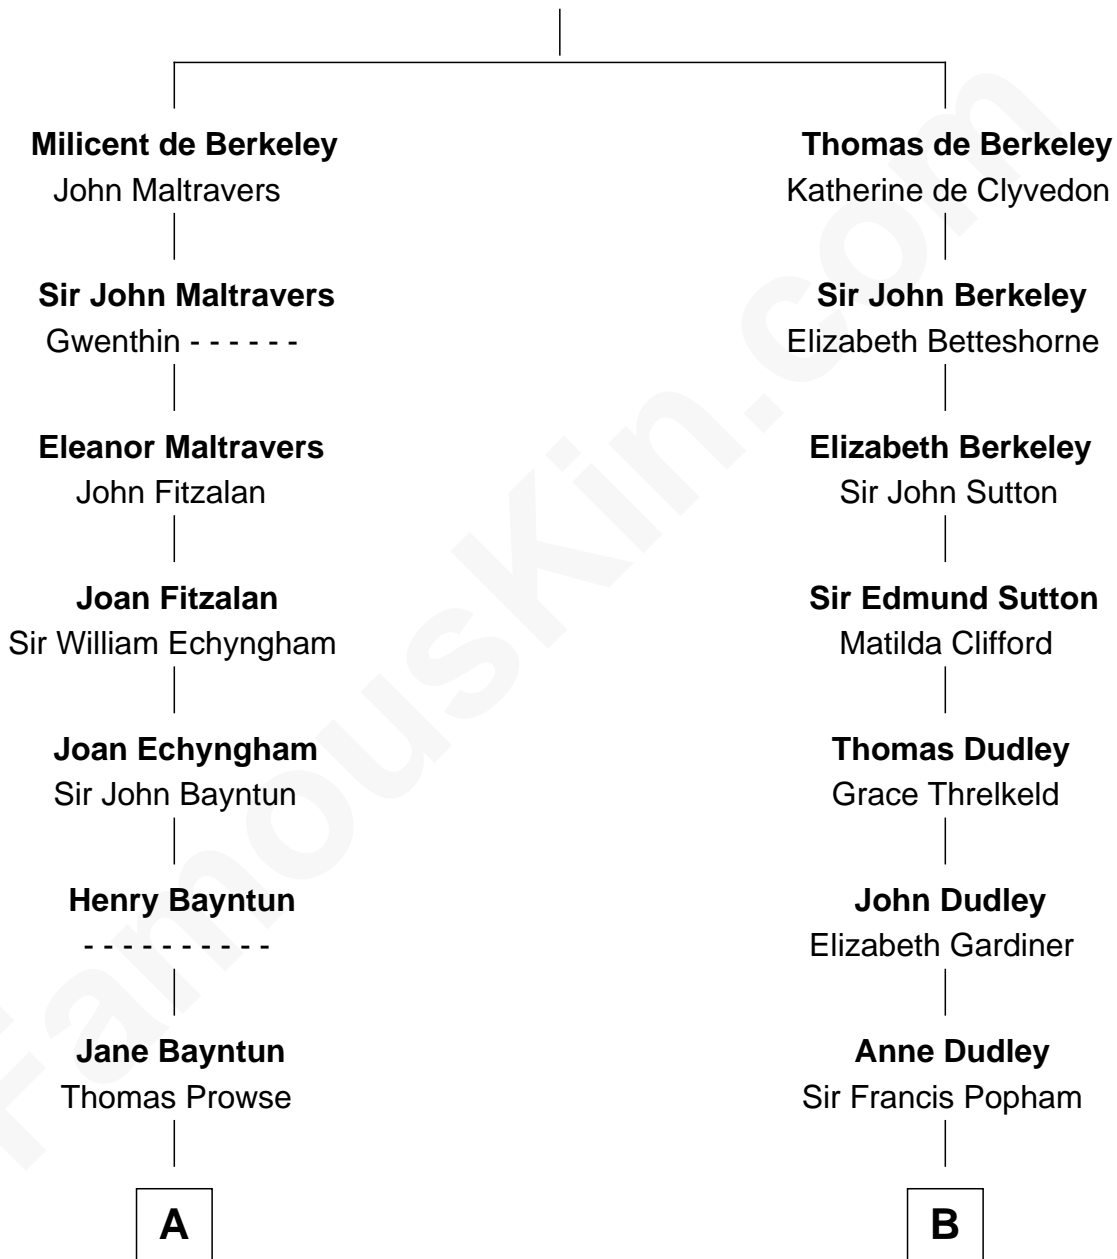 Milicent de Berkeley
John Maltravers
Sir John Maltravers
Gwenthin - - - - - -
Eleanor Maltravers
John Fitzalan
Joan Fitzalan
Sir William Echyngham
Joan Echyngham
Sir John Bayntun
Henry Bayntun
- - - - - - - - - -
Jane Bayntun
Thomas Prowse
A
Thomas de Berkeley
Katherine de Clyvedon
Sir John Berkeley
Elizabeth Betteshorne
Elizabeth Berkeley
Sir John Sutton
Sir Edmund Sutton
Matilda Clifford
Thomas Dudley
Grace Threlkeld
John Dudley
Elizabeth Gardiner
Anne Dudley
Sir Francis Popham
B
FamousKin.com